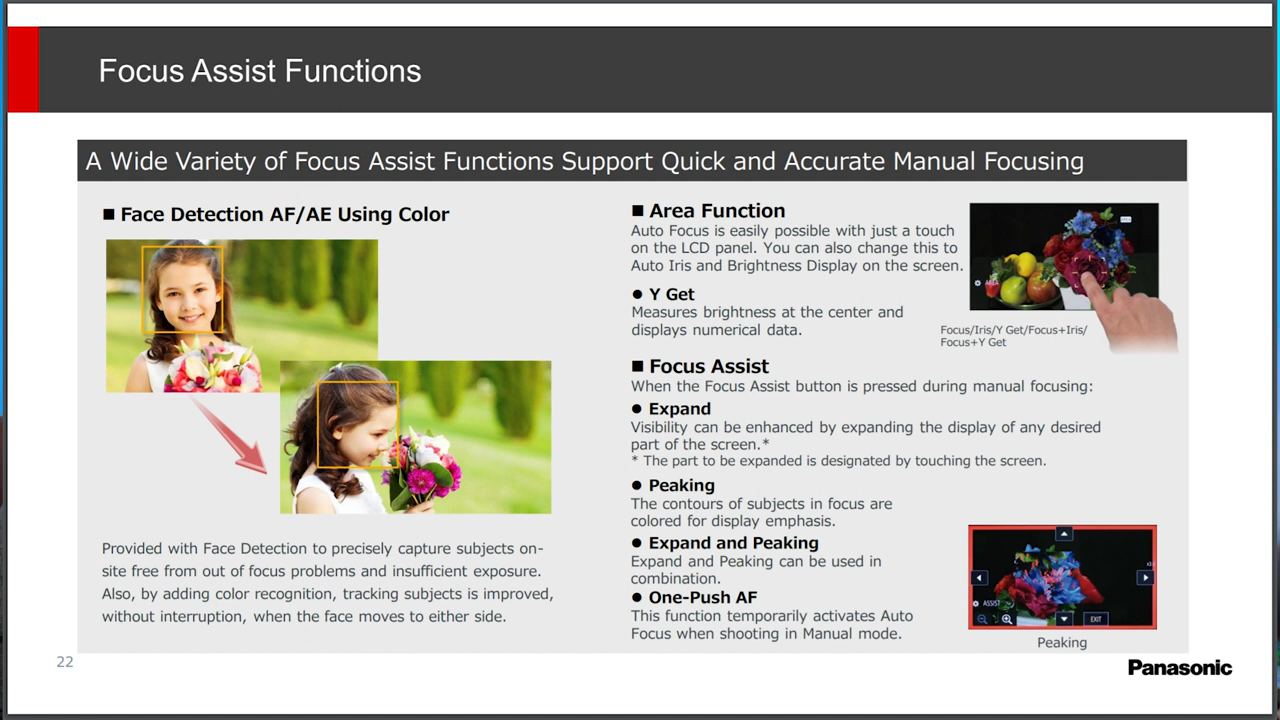 Focus Assist Functions
A Wide Variety of Focus Assist Functions Support Quick and Accurate Manual Focusing
■ Face Detection AF/AE Using Color
Provided with Face Detection to precisely capture subjects on-
site free from out of focus problems and insufficient exposure.
Also, by adding color recognition, tracking subjects is improved,
without interruption, when the face moves to either side.
■ Area Function
Auto Focus is easily possible with just a touch
on the LCD panel. You can also change this to
Auto Iris and Brightness Display on the screen.
● Y Get
Measures brightness at the center and
displays numerical data.
AREA
AREA
Focus/Iris/Y Get/Focus+Iris/
Focus+Y Get
■ Focus Assist
When the Focus Assist button is pressed during manual focusing:
● Expand
Visibility can be enhanced by expanding the display of any desired
part of the screen.*
* The part to be expanded is designated by touching the screen.
● Peaking
The contours of subjects in focus are
colored for display emphasis.
● Expand and Peaking
Expand and Peaking can be used in
combination.
● One-Push AF
This function temporarily activates Auto
Focus when shooting in Manual mode.
ASSIST
EXIT
Peaking
22
Panasonic